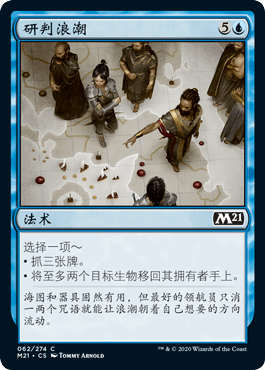 研判浪潮 5
法术 M21
选择一项～
• 抓三张牌。
• 将至多两个目标生物移回其拥有者手上。
海图和器具固然有用，但最好的领航员只消
一两个咒语就能让浪潮朝着自己想要的方向
流动。
062/274 C
M21 • CS TOMMY ARNOLD ™ & © 2020 Wizards of the Coast